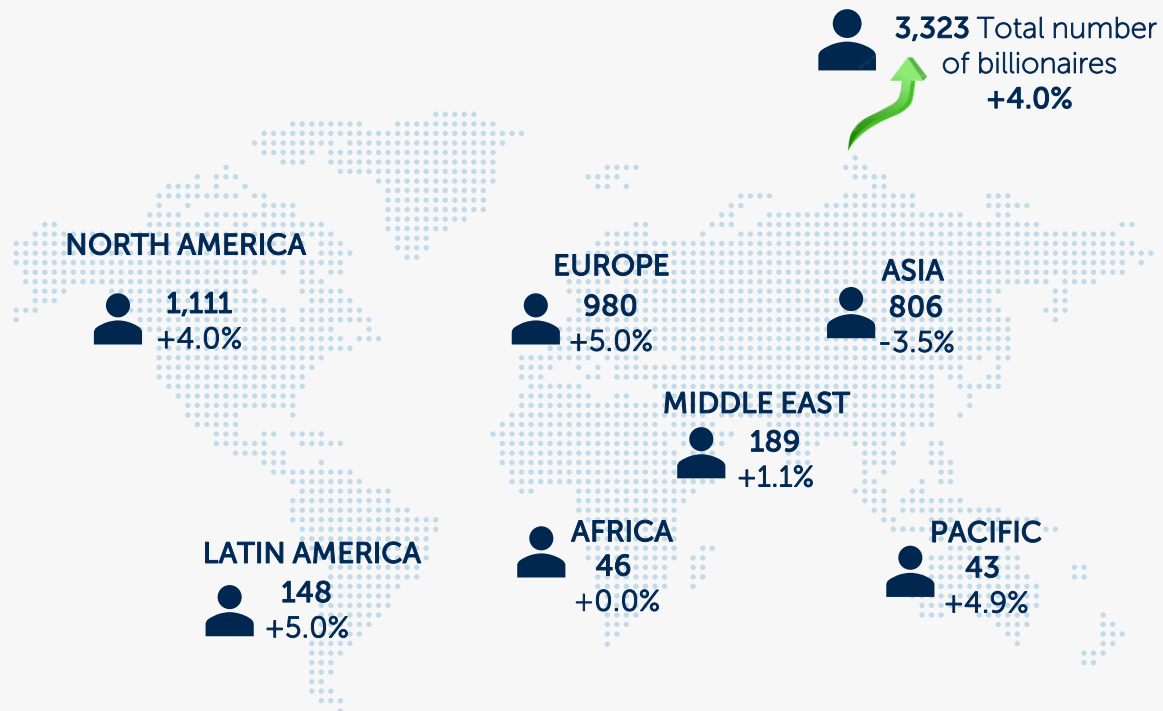 3,323 Total number
of billionaires
+4.0%
NORTH AMERICA
1,111
+4.0%
EUROPE
980
+5.0%
ASIA
806
-3.5%
MIDDLE EAST
189
+1.1%
LATIN AMERICA
148
+5.0%
AFRICA
46
+0.0%
PACIFIC
43
+4.9%